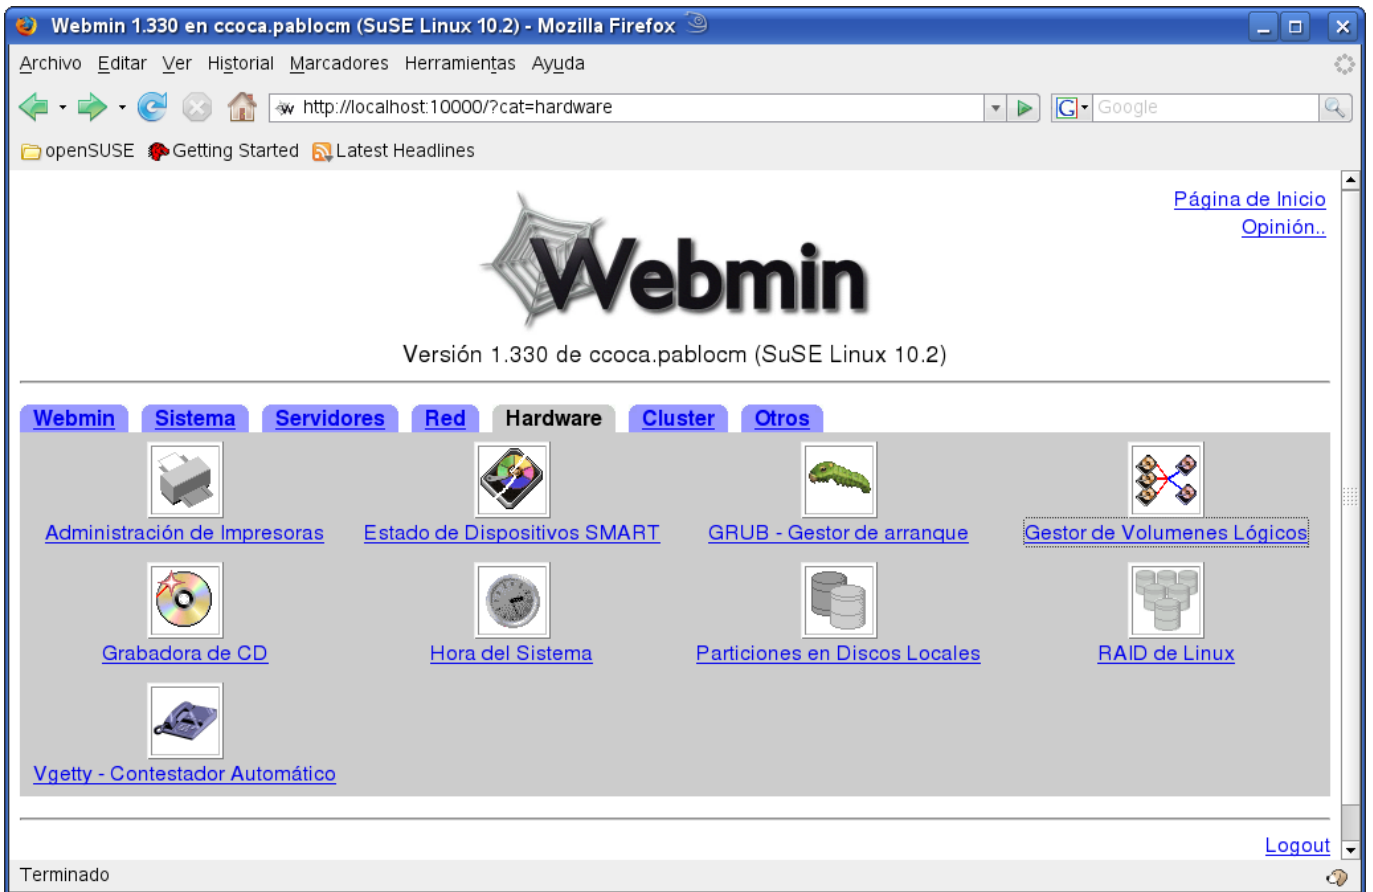 Webmin 1.330 en ccoca.pablocm (SuSE Linux 10.2) - Mozilla Firefox
Archivo Editar Ver Historial Marcadores Herramientas Ayuda
http://localhost:10000/?cat=hardware G Google
openSUSE Getting Started Latest Headlines
Página de Inicio
Opinión..
Webmin
Versión 1.330 de ccoca.pablocm (SuSE Linux 10.2)
Webmin Sistema Servidores Red Hardware Cluster Otros
Administración de Impresoras Estado de Dispositivos SMART GRUB - Gestor de arranque Gestor de Volumenes Lógicos
Grabadora de CD Hora del Sistema Particiones en Discos Locales RAID de Linux
Vgetty - Contestador Automático
Logout
Terminado